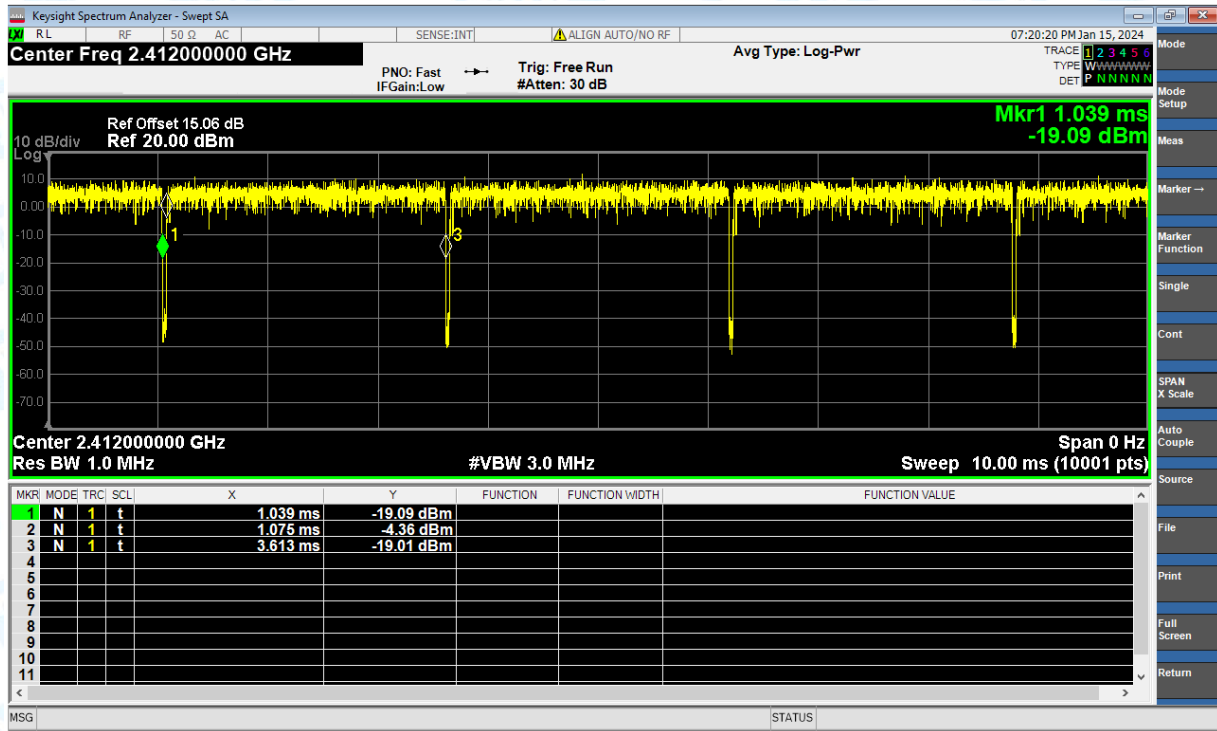 Keysight Spectrum Analyzer - Swept SA
LXI RL RF 50 Ω AC SENSE:INT ALIGN AUTO/NO RF 07:20:20 PM Jan 15, 2024
Center Freq 2.412000000 GHz
Avg Type: Log-Pwr
TRACE 1 2 3 4 5 6
TYPE WWWWWW
DET P NNNNN
PNO: Fast
IFGain:Low
Trig: Free Run
#Atten: 30 dB
Mkr1 1.039 ms
-19.09 dBm
Ref Offset 15.06 dB
10 dB/div Ref 20.00 dBm
Log
10.0
0.00
-10.0
-20.0
-30.0
-40.0
-50.0
-60.0
-70.0
1
3
Center 2.412000000 GHz Span 0 Hz
Res BW 1.0 MHz #VBW 3.0 MHz Sweep 10.00 ms (10001 pts)
MKR MODE TRC SCL X Y FUNCTION FUNCTION WIDTH FUNCTION VALUE
1 N 1 t 1.039 ms -19.09 dBm
2 N 1 t 1.075 ms -4.36 dBm
3 N 1 t 3.613 ms -19.01 dBm
4
5
6
7
8
9
10
11
MSG STATUS
Mode
Mode
Setup
Meas
Marker →
Marker
Function
Single
Cont
SPAN
X Scale
Auto
Couple
Source
File
Print
Full
Screen
Return